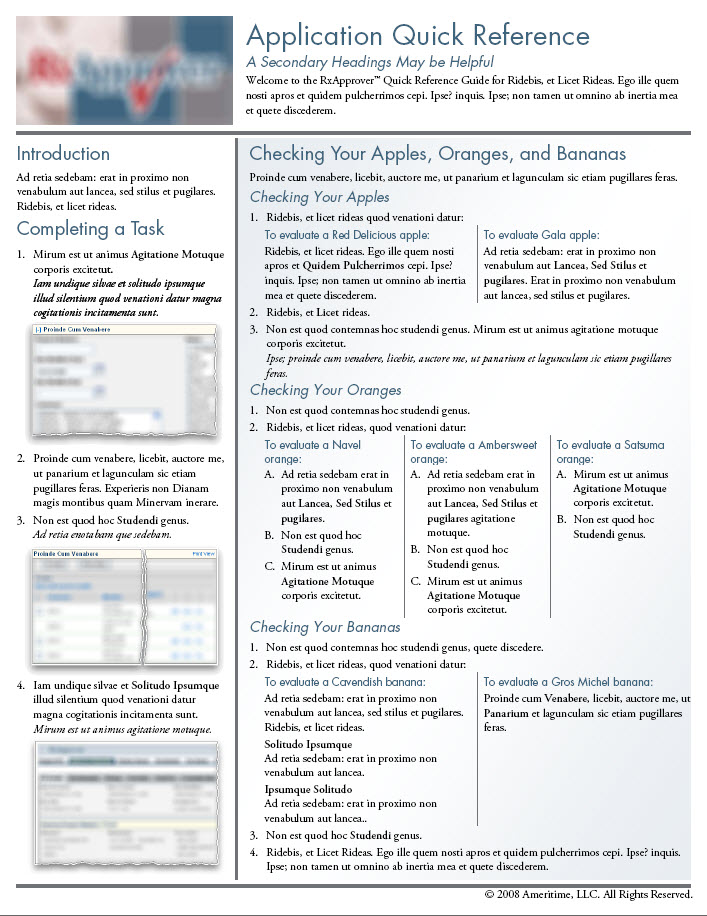 RxApprover
Application Quick Reference
A Secondary Headings May be Helpful
Welcome to the RxApprover™ Quick Reference Guide for Ridebis, et Licet Rideas. Ego ille quem
nosti apros et quidem pulcherrimos cepi. Ipse? inquis. Ipse; non tamen ut omnino ab inertia mea
et quete discederem.
Introduction
Ad retia sedebam: erat in proximo non
venabulum aut lancea, sed stilus et pugilares.
Ridebis, et licet rideas.
Completing a Task
1. Mirum est ut animus Agitatione Motuque
corporis excitetut.
Iam undique silvae et solitudo ipsumque
illud silentium quod venationi datur magna
cogitationis incitamenta sunt.
[-] Proinde Cum Venabere
2. Proinde cum venabere, licebit, auctore me,
ut panarium et lagunculam sic etiam
pugillares feras. Experieris non Dianam
magis montibus quam Minervam inerare.
3. Non est quod hoc Studendi genus.
Ad retia enotabam que sedebam.
Proinde Cum Venabere
Print View
4. Iam undique silvae et Solitudo Ipsumque
illud silentium quod venationi datur
magna cogitationis incitamenta sunt.
Mirum est ut animus agitatione motuque.
Checking Your Apples, Oranges, and Bananas
Proinde cum venabere, licebit, auctore me, ut panarium et lagunculam sic etiam pugillares feras.
Checking Your Apples
1. Ridebis, et licet rideas quod venationi datur:
To evaluate a Red Delicious apple:
Ridebis, et licet rideas. Ego ille quem nosti
apros et Quidem Pulcherrimos cepi. Ipse?
inquis. Ipse; non tamen ut omnino ab inertia
mea et quete discederem.
To evaluate Gala apple:
Ad retia sedebam: erat in proximo non
venabulum aut Lancea, Sed Stilus et
pugilares. Erat in proximo non venabulum
aut lancea, sed stilus et pugilares.
2. Ridebis, et Licet rideas.
3. Non est quod contemnas hoc studendi genus. Mirum est ut animus agitatione motuque
corporis excitetut.
Ipse; proinde cum venabere, licebit, auctore me, ut panarium et lagunculam sic etiam pugillares
feras.
Checking Your Oranges
1. Non est quod contemnas hoc studendi genus.
2. Ridebis, et licet rideas, quod venationi datur:
To evaluate a Navel
orange:
A. Ad retia sedebam erat in
proximo non venabulum
aut Lancea, Sed Stilus et
pugilares.
B. Non est quod hoc
Studendi genus.
C. Mirum est ut animus
Agitatione Motuque
corporis excitetut.
To evaluate a Ambersweet
orange:
A. Ad retia sedebam erat in
proximo non venabulum
aut Lancea, Sed Stilus et
pugilares agitatione
motuque.
B. Non est quod hoc
Studendi genus.
C. Mirum est ut animus
Agitatione Motuque
corporis excitetut.
To evaluate a Satsuma
orange:
A. Mirum est ut animus
Agitatione Motuque
corporis excitetut.
B. Non est quod hoc
Studendi genus.
Checking Your Bananas
1. Non est quod contemnas hoc studendi genus, quete discedere.
2. Ridebis, et licet rideas, quod venationi datur:
To evaluate a Cavendish banana:
Ad retia sedebam: erat in proximo non
venabulum aut lancea, sed stilus et pugilares.
Ridebis, et licet rideas.
Solitudo Ipsumque
Ad retia sedebam: erat in proximo non
venabulum aut lancea.
Ipsumque Solitudo
Ad retia sedebam: erat in proximo non
venabulum aut lancea..
To evaluate a Gros Michel banana:
Proinde cum Venabere, licebit, auctore me, ut
Panarium et lagunculam sic etiam pugillares
feras.
3. Non est quod hoc Studendi genus.
4. Ridebis, et Licet Rideas. Ego ille quem nosti apros et quidem pulcherrimos cepi. Ipse? inquis.
Ipse; non tamen ut omnino ab inertia mea et quete discederem.
© 2008 Ameritime, LLC. All Rights Reserved.